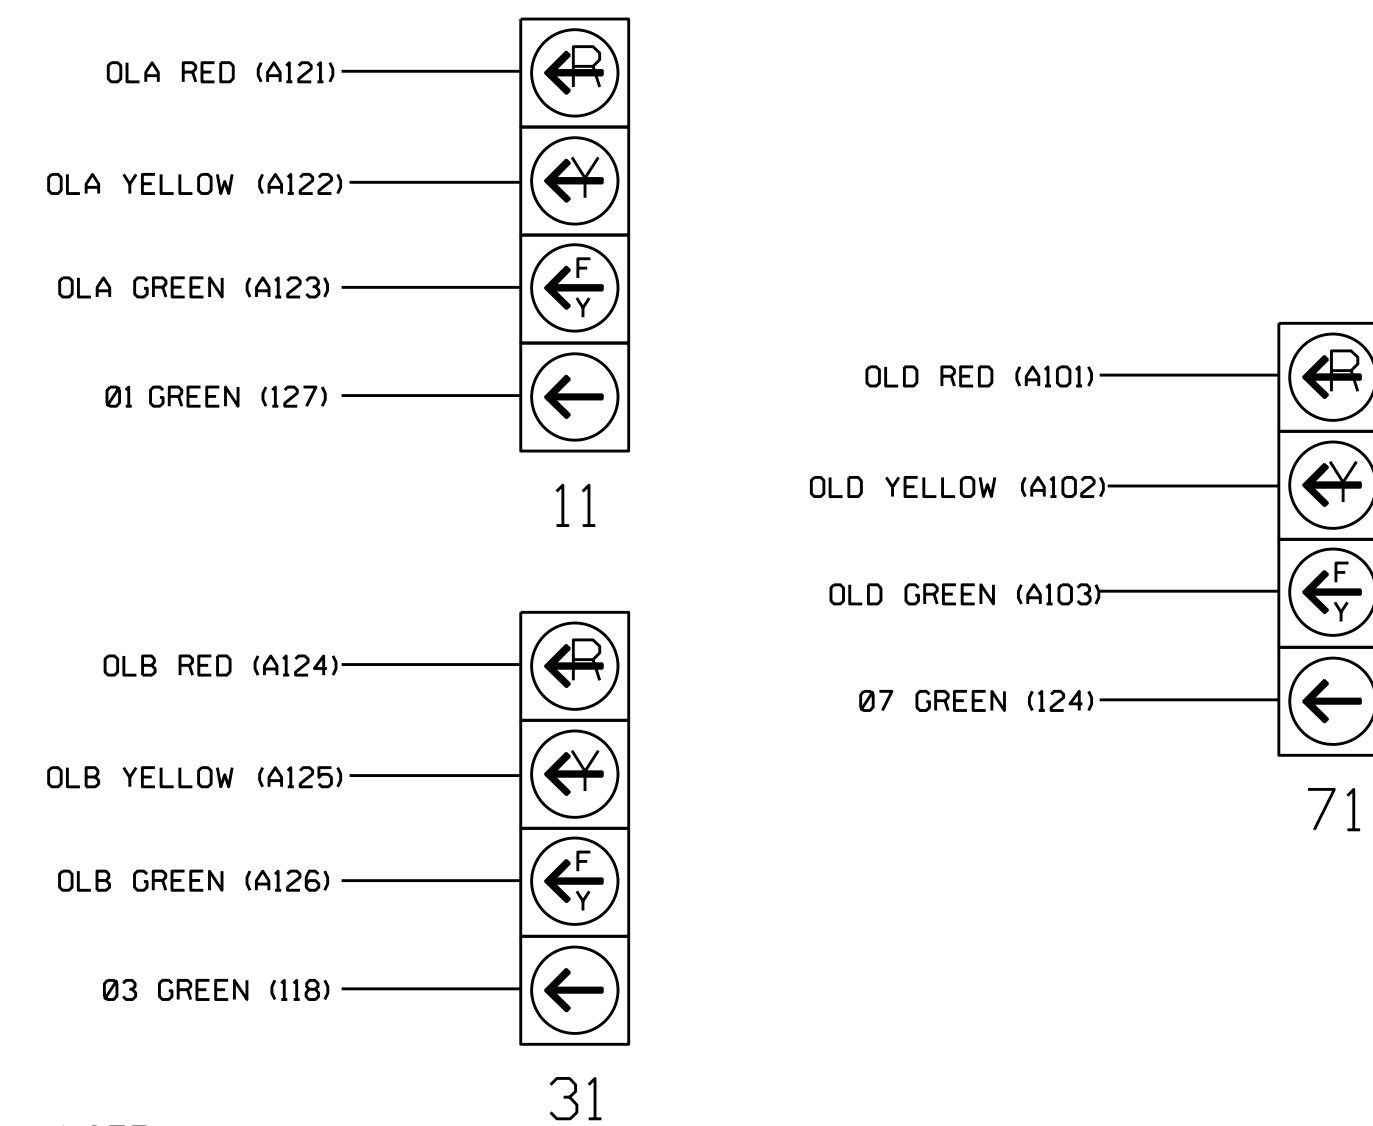 OLA RED (A121)
R
OLA YELLOW (A122)
Y
OLA GREEN (A123)
F
Y
Ø1 GREEN (127)
11
OLB RED (A124)
R
OLB YELLOW (A125)
Y
OLB GREEN (A126)
F
Y
Ø3 GREEN (118)
31
OLD RED (A101)
R
OLD YELLOW (A102)
Y
OLD GREEN (A103)
F
Y
Ø7 GREEN (124)
71